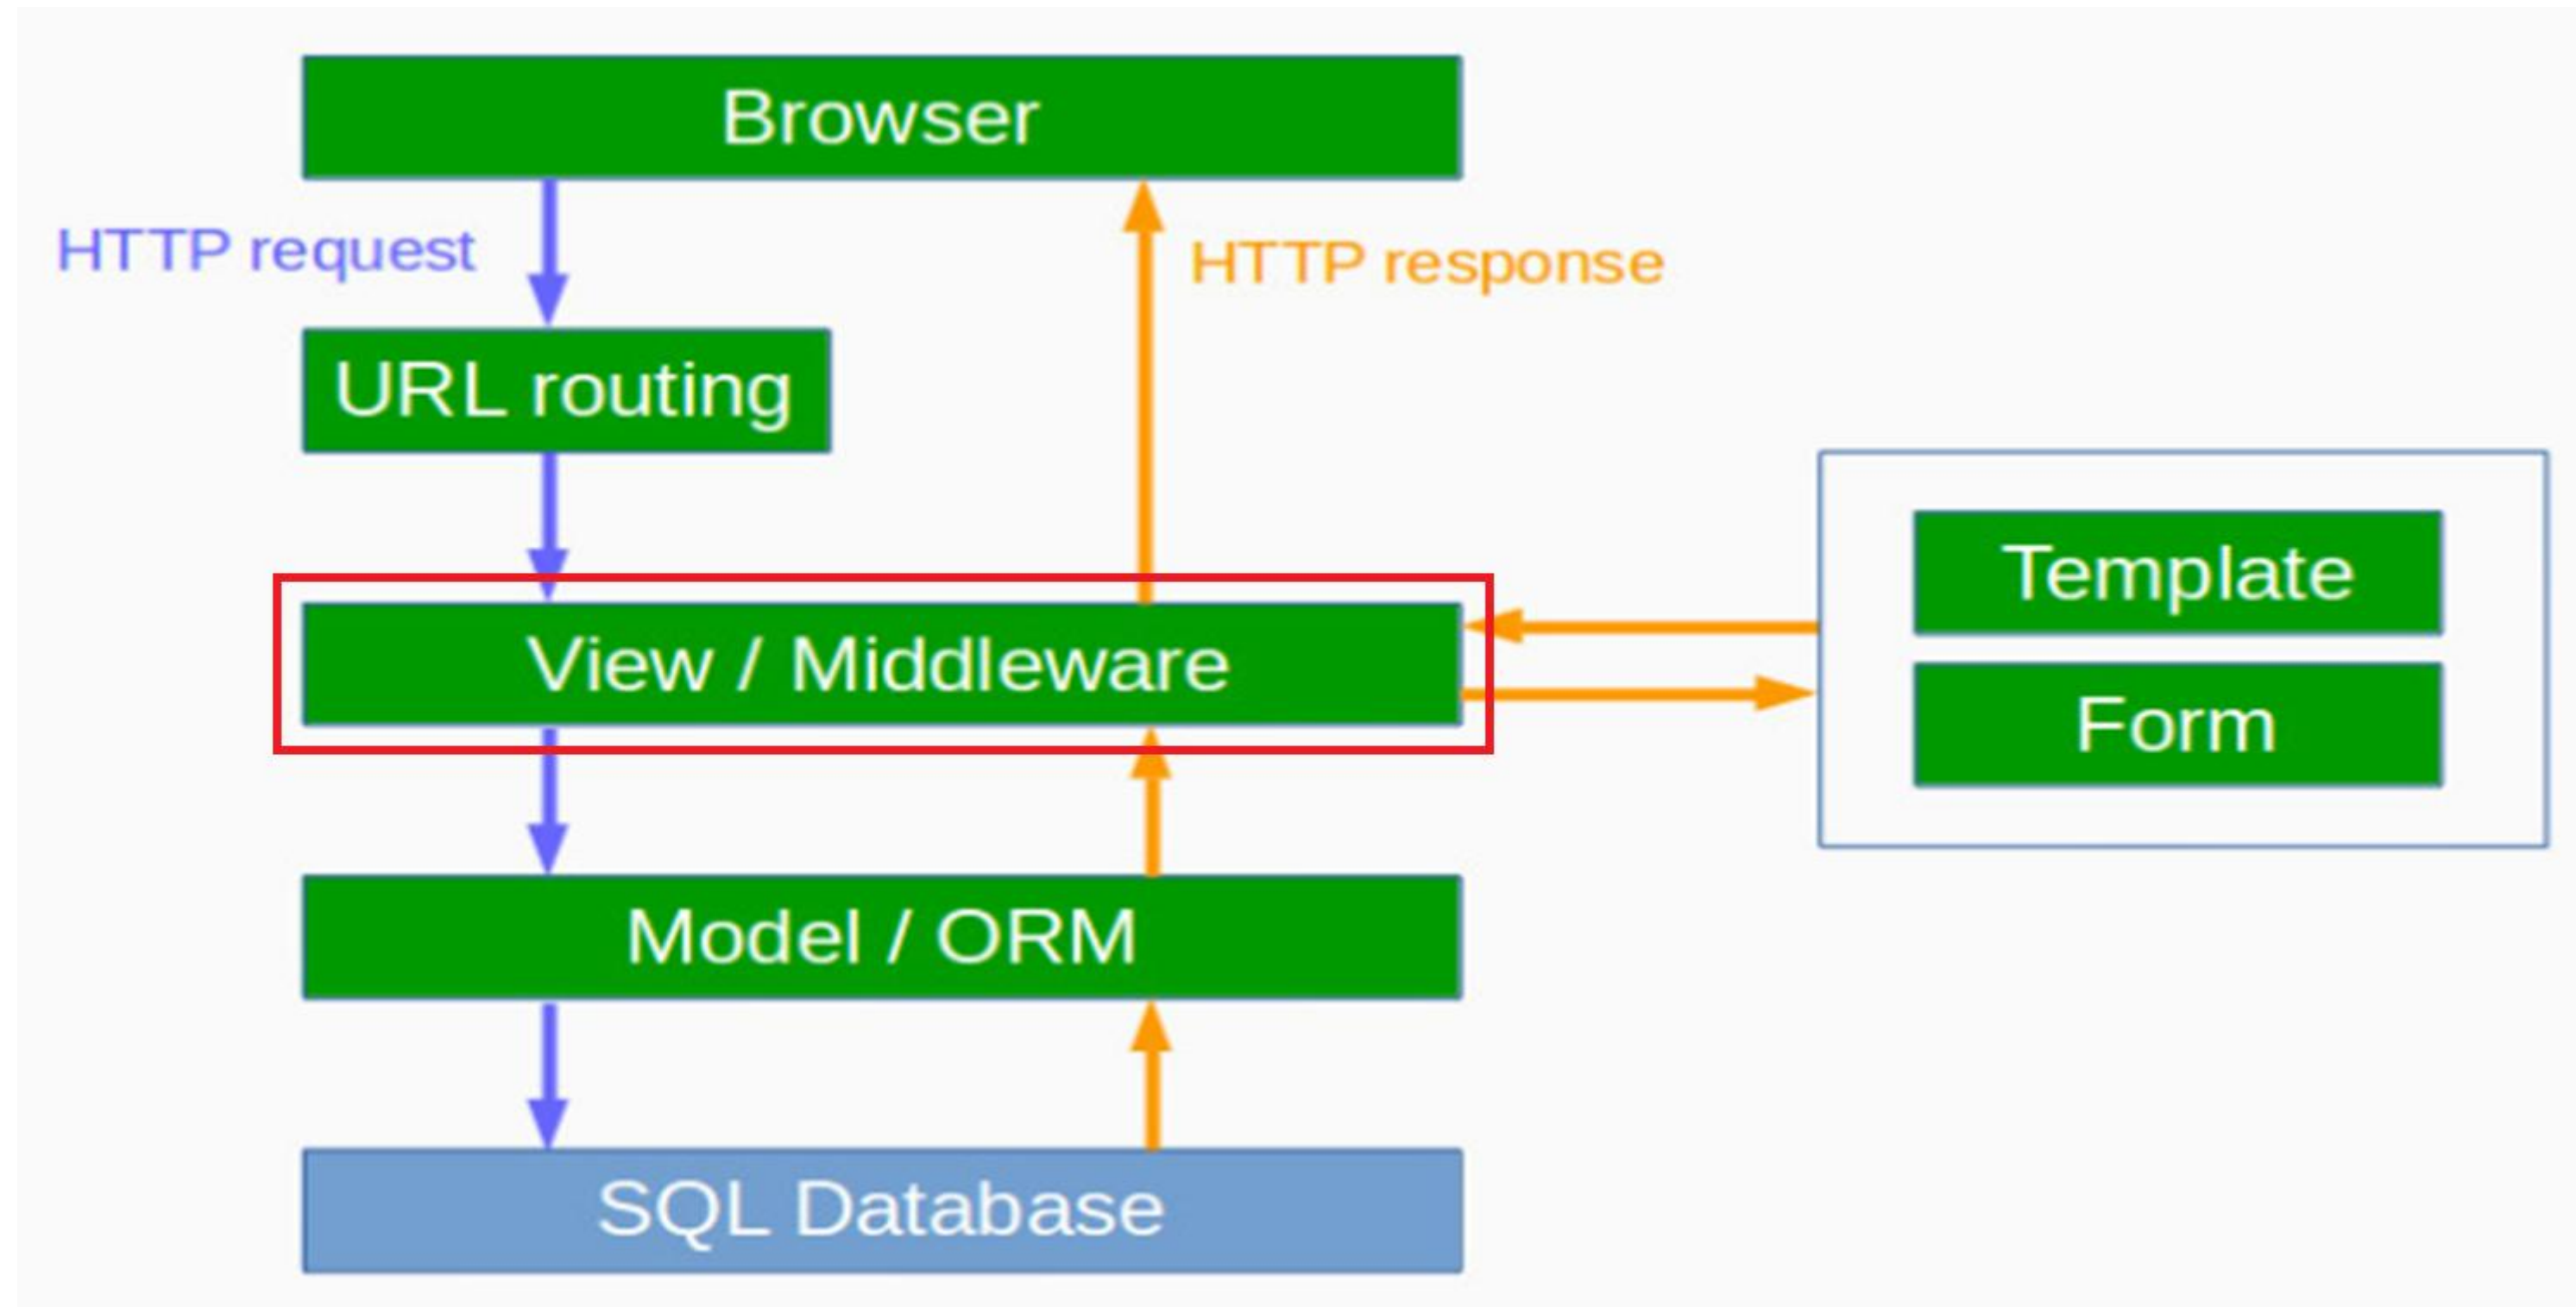 Browser
HTTP request
HTTP response
URL routing
View / Middleware
Template
Form
Model / ORM
SQL Database